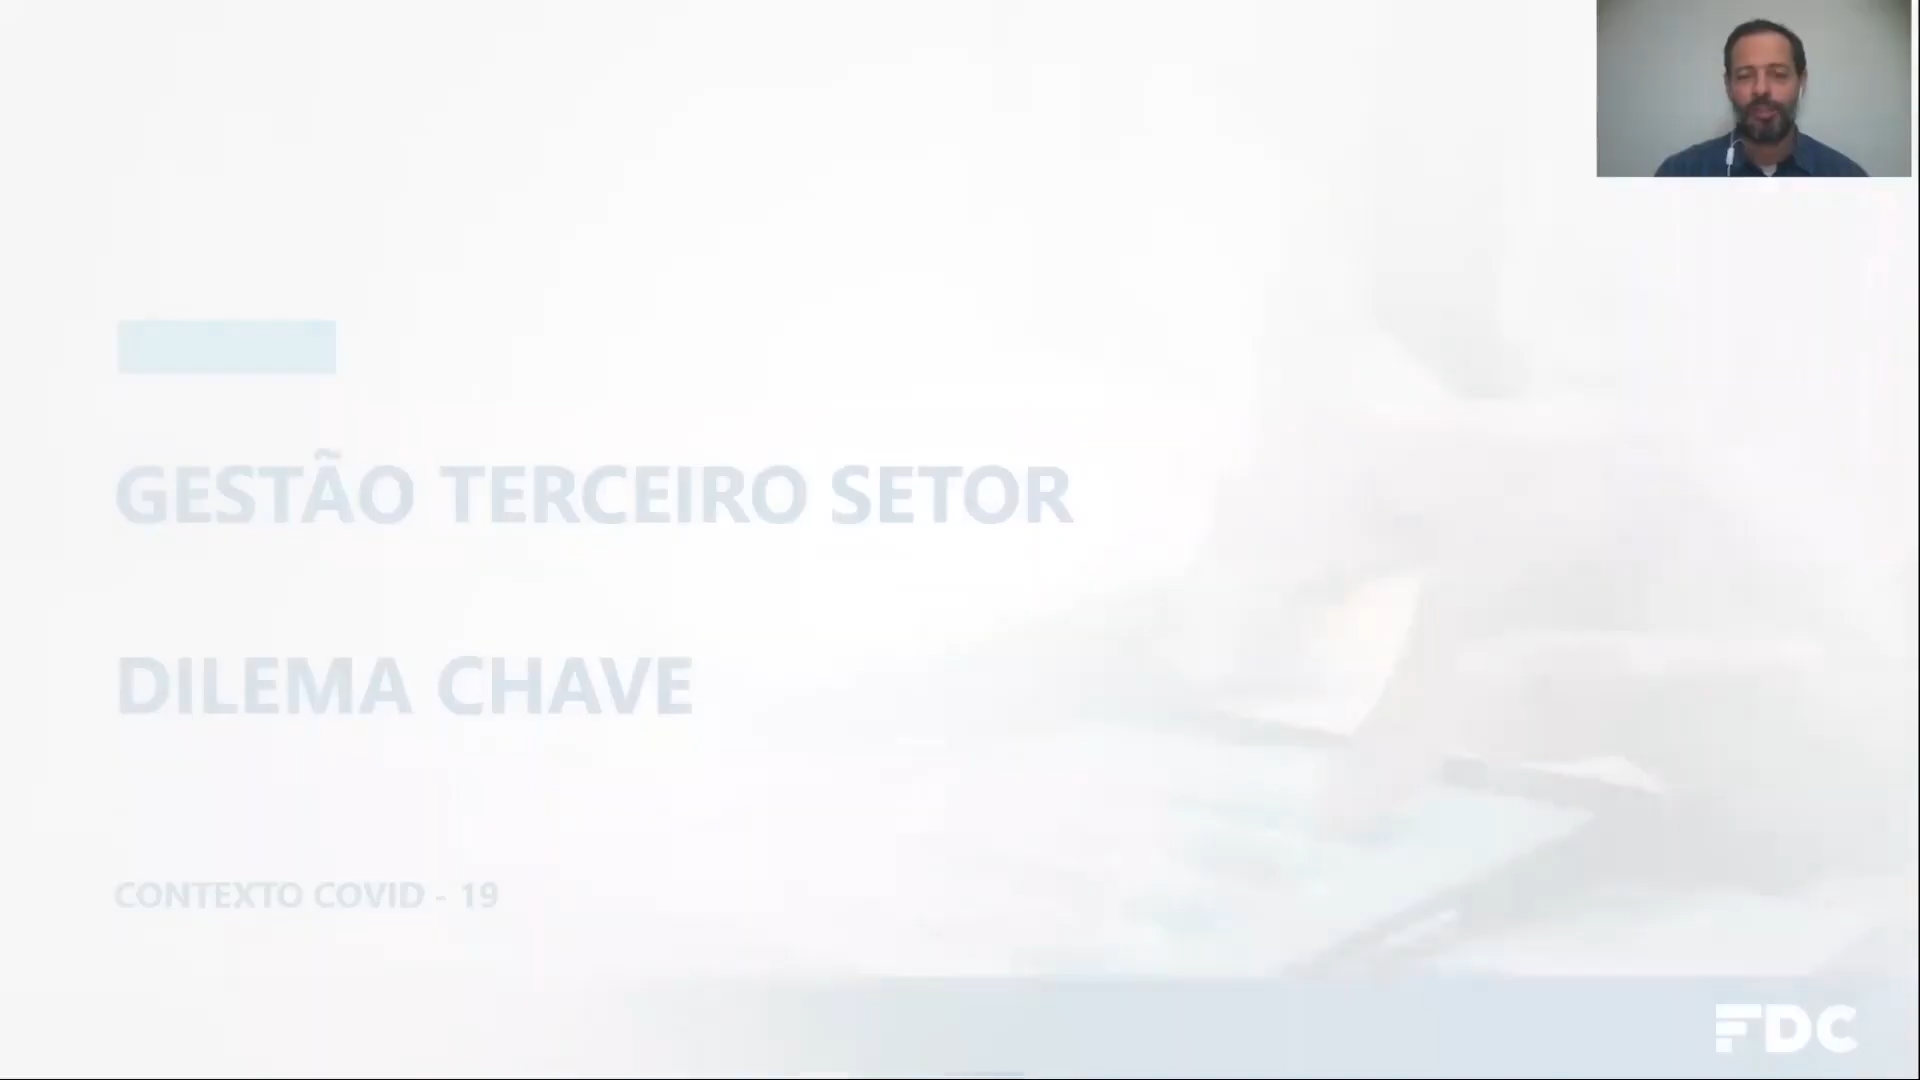 GESTÃO TERCEIRO SETOR
DILEMA CHAVE
CONTEXTO COVID - 19
FDC